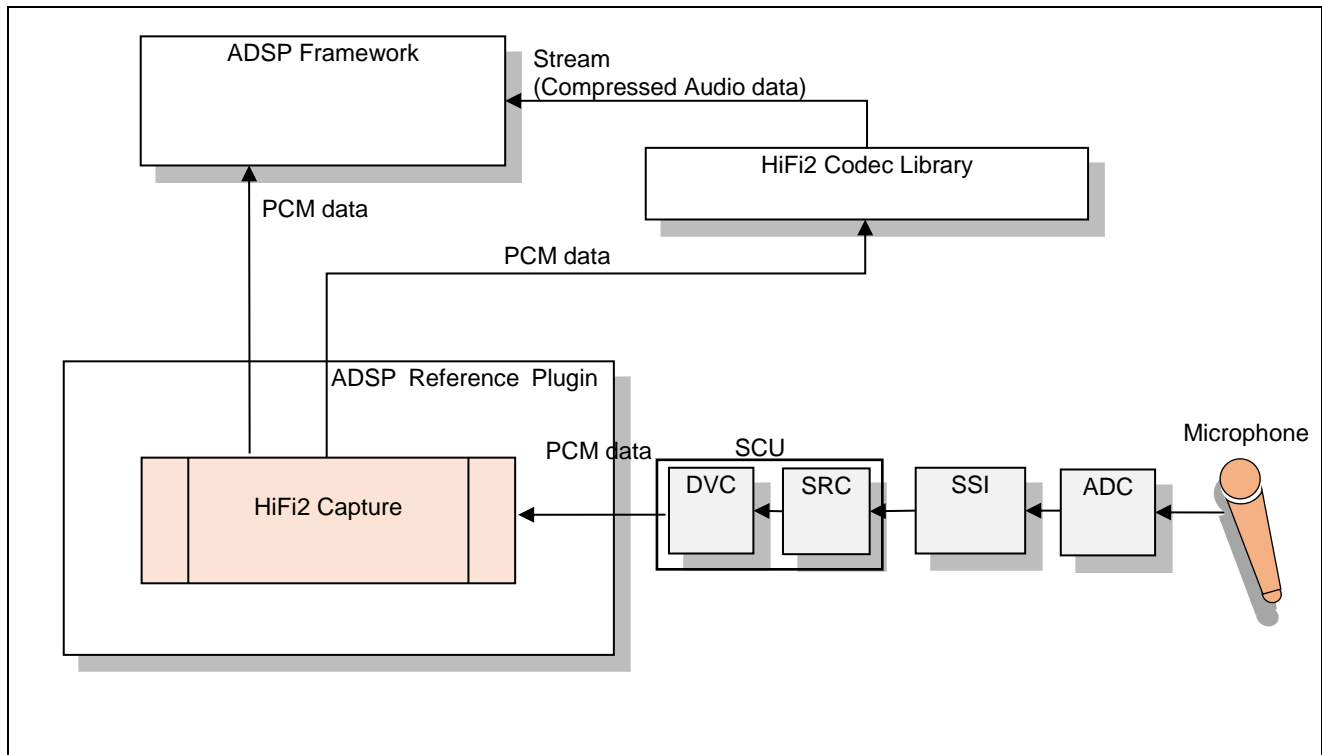 ADSP Framework
Stream
(Compressed Audio data)
HiFi2 Codec Library
PCM data
PCM data
ADSP Reference Plugin
PCM data
SCU
Microphone
DVC
SRC
SSI
ADC
HiFi2 Capture